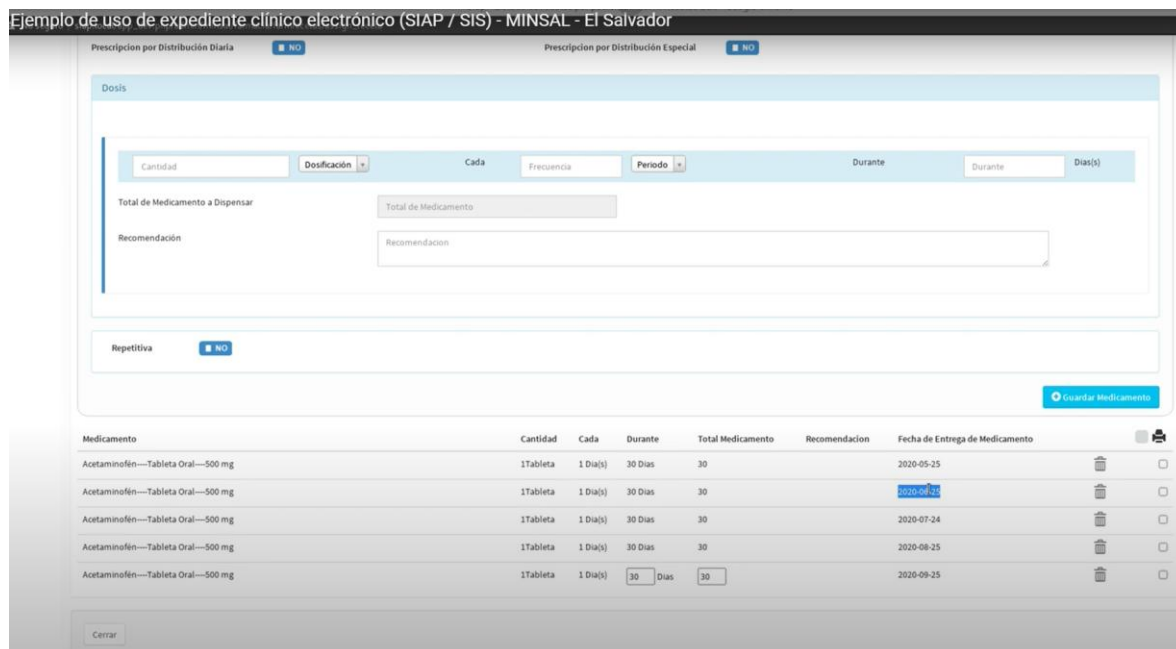 Ejemplo de uso de expediente clínico electrónico (SIAP / SIS) - MINSAL - El Salvador
Prescripcion por Distribución Diaria NO Prescripcion por Distribución Especial NO
Dosis
Cantidad Dosificación Cada Frecuencia Periodo Durante Durante Dias(s)
Total de Medicamento a Dispensar Total de Medicamento
Recomendación Recomendacion
Repetitiva NO
Guardar Medicamento
Medicamento Cantidad Cada Durante Total Medicamento Recomendacion Fecha de Entrega de Medicamento
Acetaminofén----Tableta Oral----500 mg 1Tableta 1 Dia(s) 30 Dias 30 2020-05-25
Acetaminofén----Tableta Oral----500 mg 1Tableta 1 Dia(s) 30 Dias 30 2020-06-25
Acetaminofén----Tableta Oral----500 mg 1Tableta 1 Dia(s) 30 Dias 30 2020-07-24
Acetaminofén----Tableta Oral----500 mg 1Tableta 1 Dia(s) 30 Dias 30 2020-08-25
Acetaminofén----Tableta Oral----500 mg 1Tableta 1 Dia(s) 30 Dias 30 2020-09-25
Cerrar